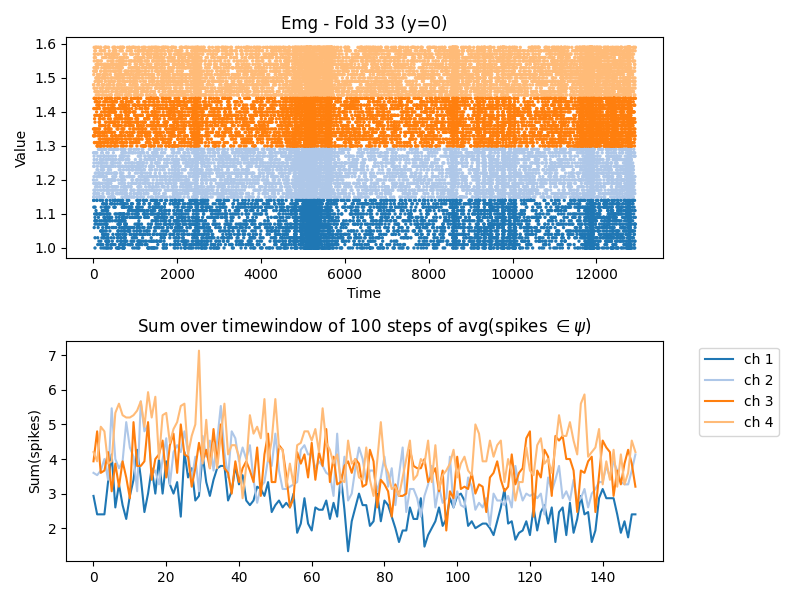 Emg - Fold 33 (y=0)
Value
1.6
1.5
1.4
1.3
1.2
1.1
1.0
0 2000 4000 6000 8000 10000 12000
Time
Sum over timewindow of 100 steps of avg(spikes ∈ ψ)
Sum(spikes)
7
6
5
4
3
2
0 20 40 60 80 100 120 140
ch 1
ch 2
ch 3
ch 4